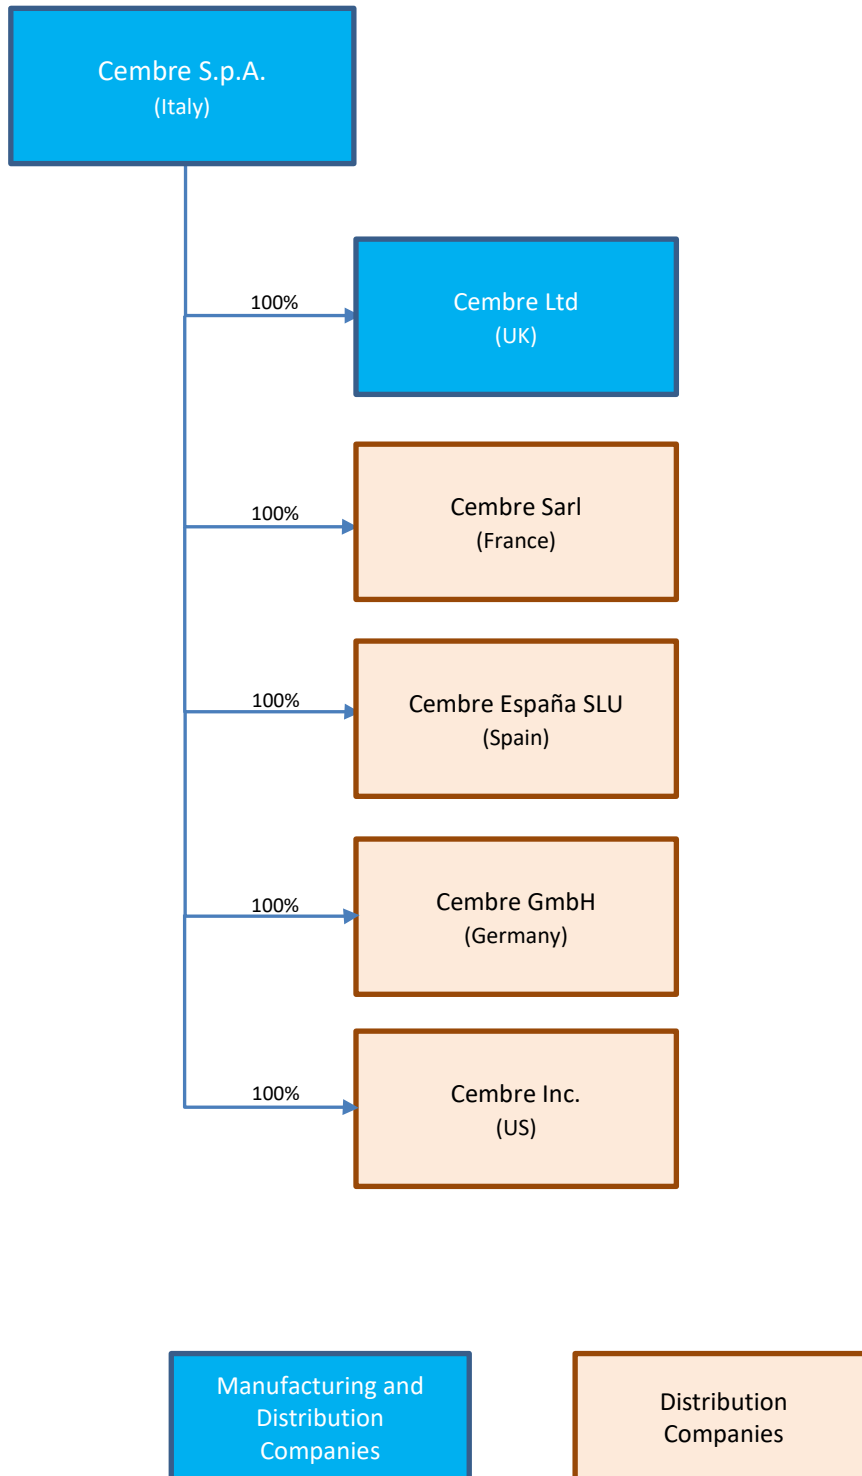 Cembre S.p.A.
(Italy)
100%
Cembre Ltd
(UK)
100%
Cembre Sarl
(France)
100%
Cembre España SLU
(Spain)
100%
Cembre GmbH
(Germany)
100%
Cembre Inc.
(US)
Manufacturing and
Distribution
Companies
Distribution
Companies